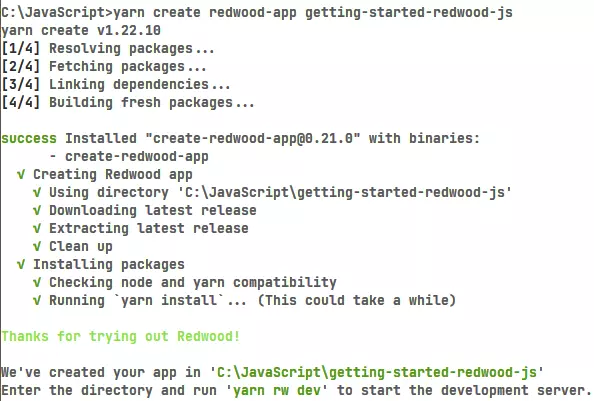 C:\JavaScript>yarn create redwood-app getting-started-redwood-js
yarn create v1.22.10
[1/4] Resolving packages...
[2/4] Fetching packages...
[3/4] Linking dependencies...
[4/4] Building fresh packages...
success Installed "create-redwood-app@0.21.0" with binaries:
- create-redwood-app
√ Creating Redwood app
√ Using directory 'C:\JavaScript\getting-started-redwood-js'
√ Downloading latest release
√ Extracting latest release
√ Clean up
√ Installing packages
√ Checking node and yarn compatibility
√ Running `yarn install`... (This could take a while)
Thanks for trying out Redwood!
We've created your app in 'C:\JavaScript\getting-started-redwood-js'
Enter the directory and run 'yarn rw dev' to start the development server.